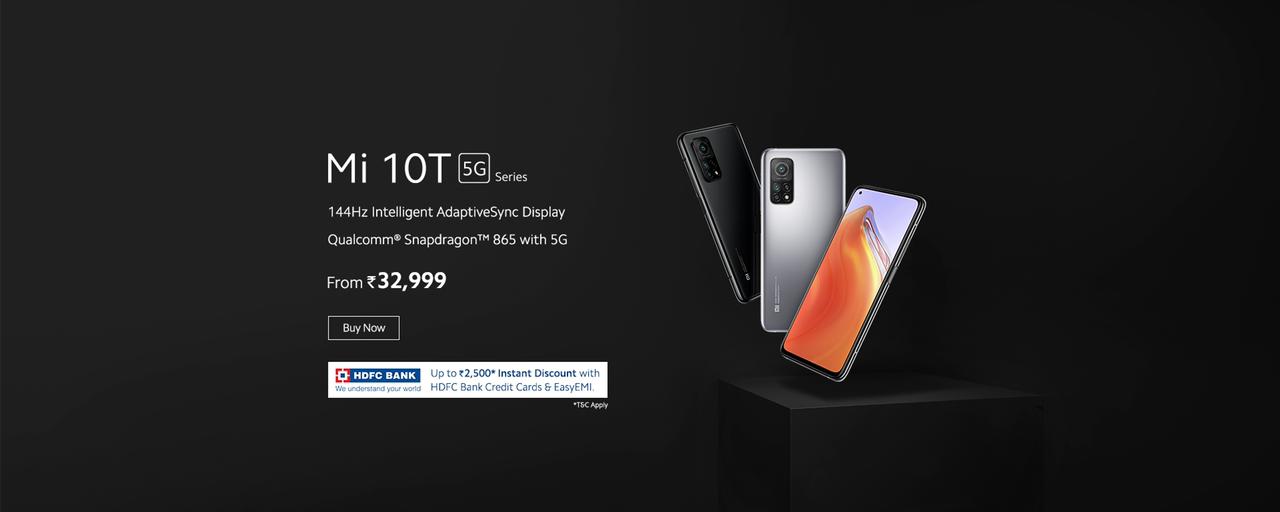 Mi 10T 5G Series
144Hz Intelligent AdaptiveSync Display
Qualcomm® Snapdragon™ 865 with 5G
From ₹32,999
Buy Now
HDFC BANK
We understand your world
Up to ₹2,500* Instant Discount with
HDFC Bank Credit Cards & EasyEMI.
*T&C Apply